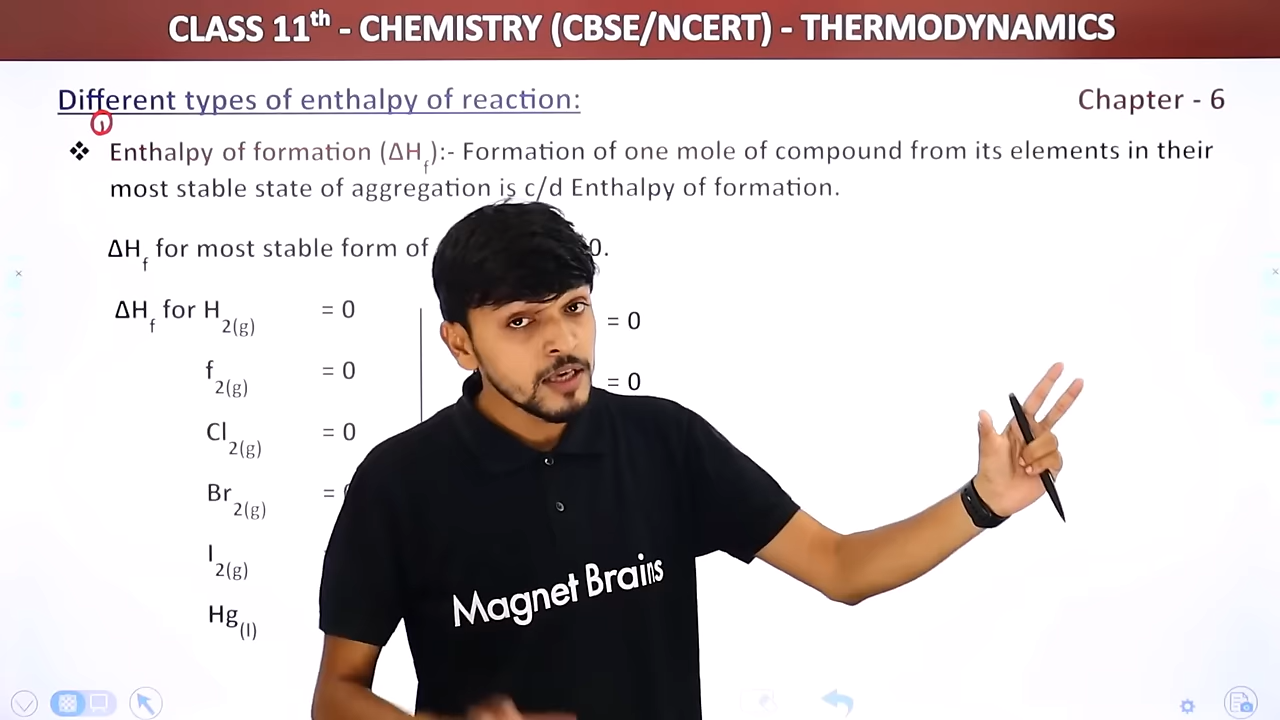 CLASS 11th - CHEMISTRY (CBSE/NCERT) - THERMODYNAMICS
Different types of enthalpy of reaction:
Chapter - 6
1
❖ Enthalpy of formation (ΔHf):- Formation of one mole of compound from its elements in their
most stable state of aggregation is c/d Enthalpy of formation.
ΔHf for most stable form of 0.
ΔHf for H2(g) = 0
= 0
f2(g) = 0
= 0
Cl2(g) = 0
Br2(g) =
I2(g)
Hg(l)
Magnet Brains